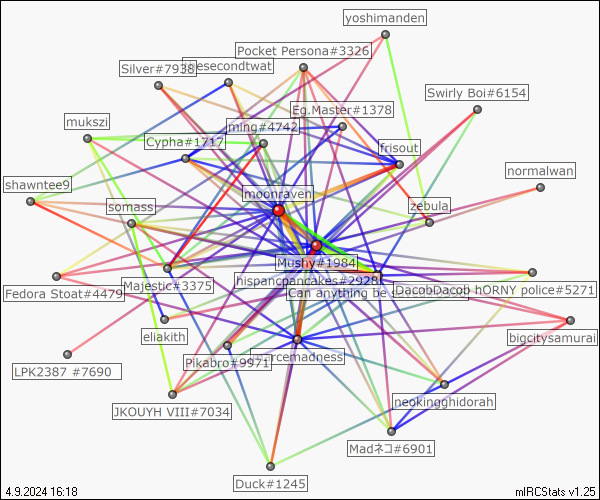 yoshimanden
Pocket Persona#3326
Silver#7938
esecondtwat
Swirly Boi#6154
Eg.Master#1378
mukszi
ming#4742
Cypha#1717
frisout
normalwan
shawntee9
moonraven
somass
zebula
Mushy#1984
hispancpancakes#2928
Majestic#3375
Can anything be
DacobDacob hORNY police#5271
Fedora Stoat#4479
eliakith
bigcitysamurai
Pikabro#9971
rcemadness
LPK2387 #7690
neokingghidorah
JKOUYH VIII#7034
Madネコ#6901
Duck#1245
4.9.2024 16:18
mIRCStats v1.25